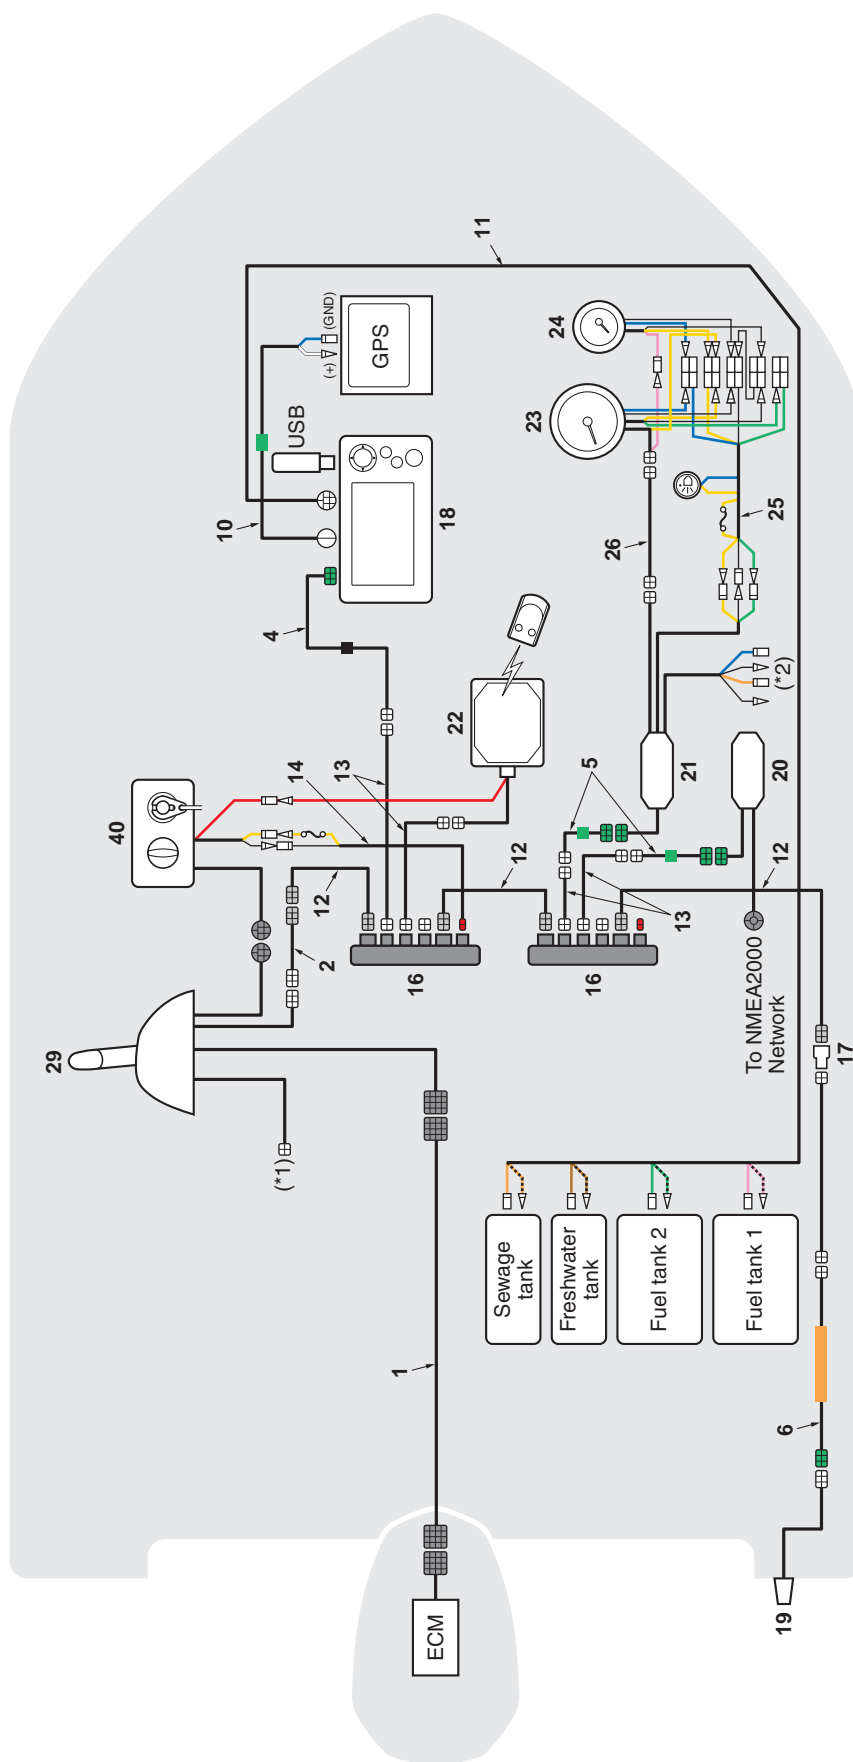 11
(GND)
(+)
GPS
24
23
USB
10
18
4
26
25
22
(*2)
40
14
13
5
21
20
12
12
12
13
2
16
16
To NMEA2000
Network
29
17
(*1)
Sewage
tank
Freshwater
tank
Fuel tank 2
Fuel tank 1
1
6
ECM
19